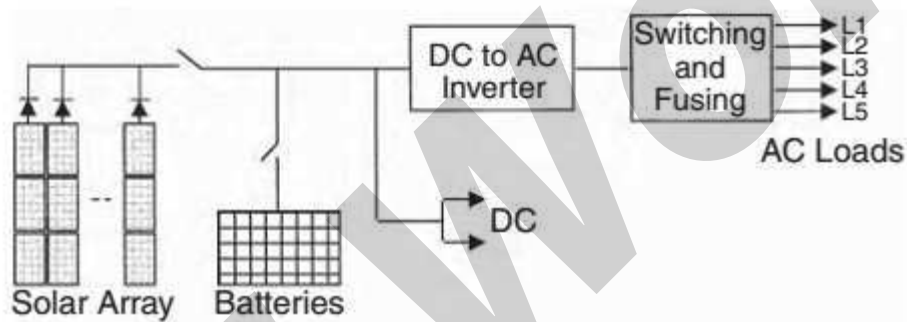 DC to AC
Inverter
Switching
and
Fusing
L1
L2
L3
L4
L5
AC Loads
DC
Solar Array
Batteries